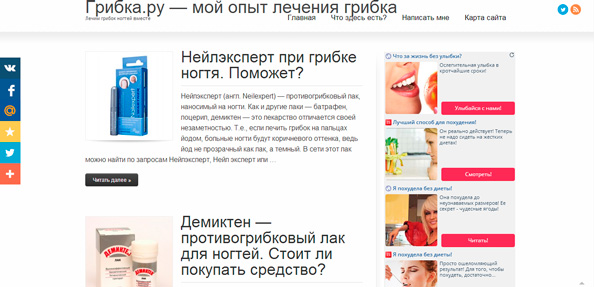 Грибка.ру — мой опыт лечения грибка
Лечим грибок ногтей вместе
Главная Что здесь есть? Написать мне Карта сайта
Нейлэксперт при грибке
ногтя. Поможет?
Нейлэксперт (англ. Neilexpert) — противогрибковый лак,
наносимый на ногти. Как и другие лаки — батрафен,
лоцерил, демиктен — это лекарство отличается своей
незаметностью. Т.е., если лечить грибок на пальцах
йодом, больные ногти будут коричневого оттенка, ведь
йод не прозрачный как лак, а темный. В сети этот лак
можно найти по запросам Нейлэксперт, Нейл эксперт или ...
Читать далее »
Демиктен —
противогрибковый лак
для ногтей. Стоит ли
покупать средство?
Что за жизнь без улыбки?
Ослепительная улыбка в
кротчайшие сроки!
Улыбайся с нами!
Лучший способ для похудения!
Он реально действует! Теперь
не надо сидеть на жестких
диетах!
Смотреть!
Я похудела без диеты!
Она похудела до
неузнаваемых размеров! Ее
секрет - чудесные ягоды!
Читать!
Я похудела без диеты!
Просто ошеломляющий
результат! Для того, чтобы
похудеть, достаточно...